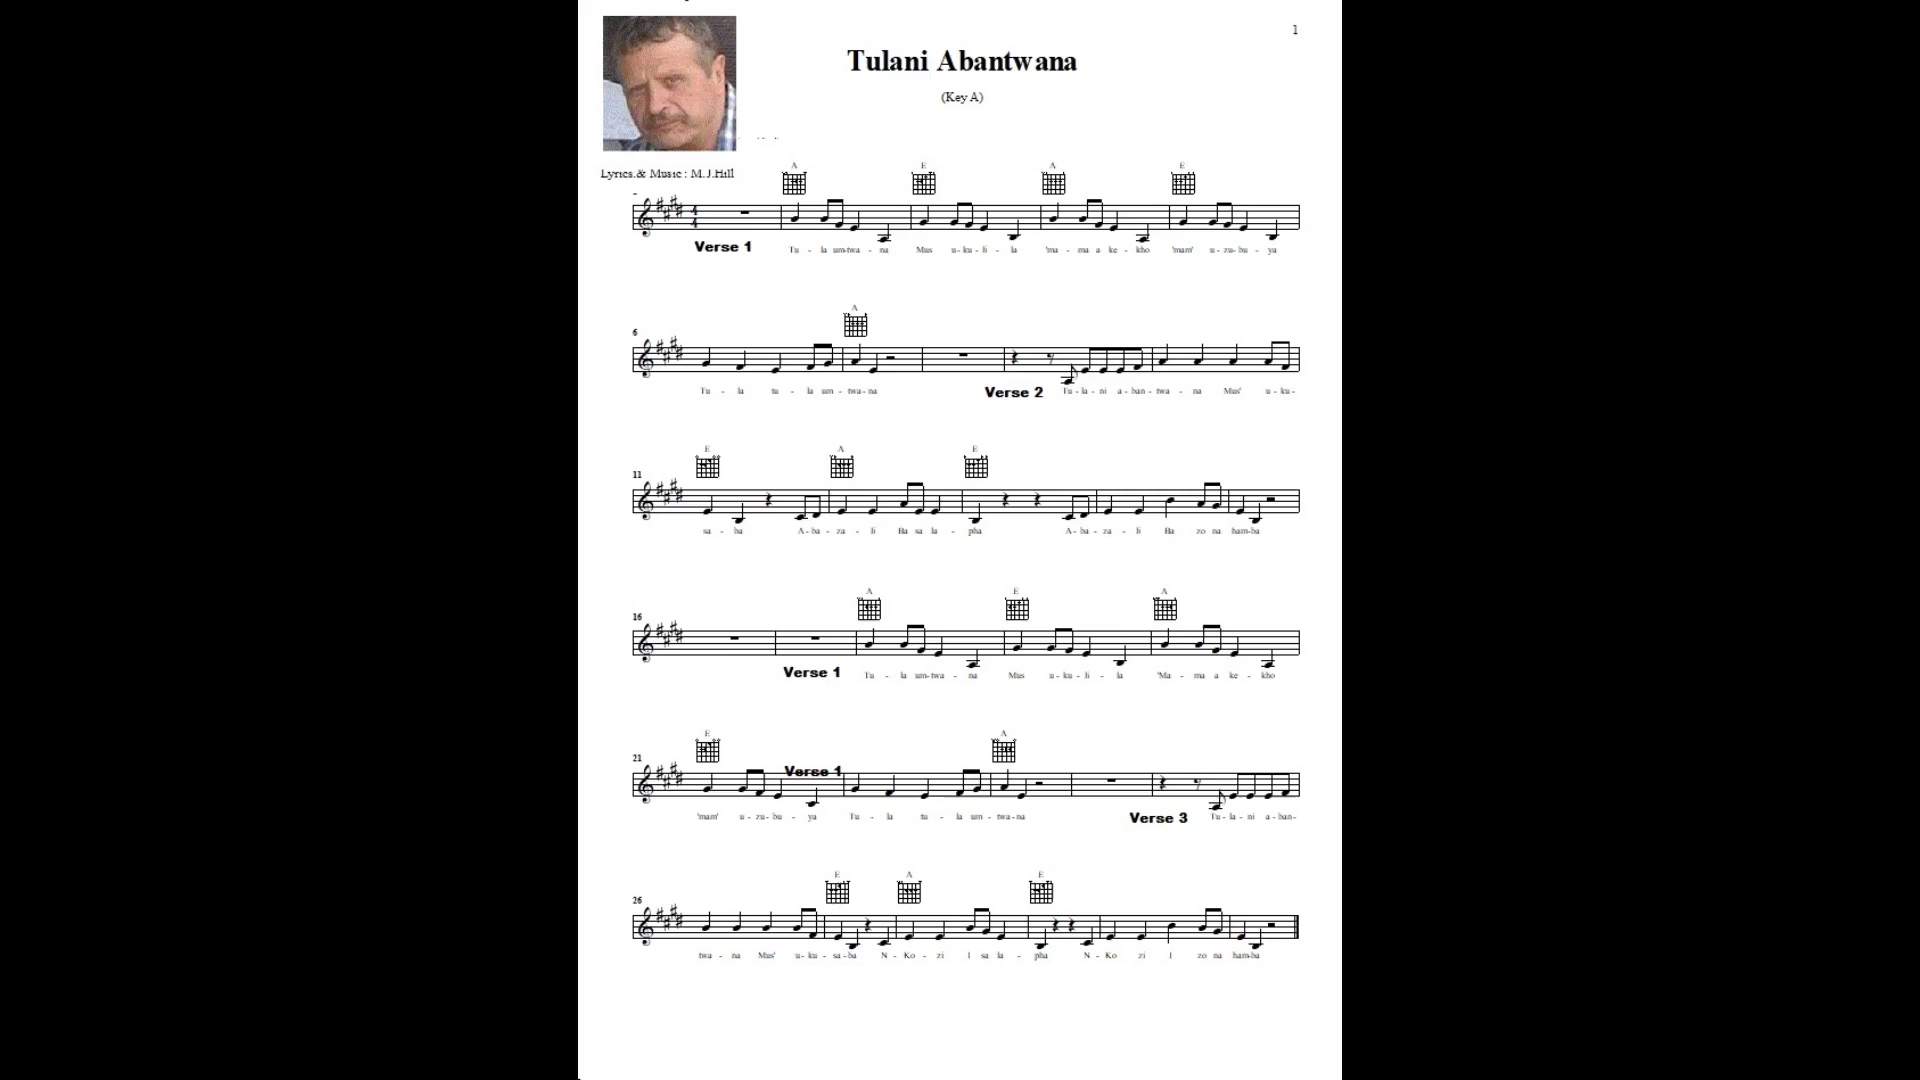 1
Tulani Abantwana
(Key A)
Lyrics.& Music : M.J.Hill
A E A E
4
4
Verse 1
Tu - la um-twa - na Mus u - ku - li - la 'ma - ma a ke - kho 'mam' u - zu- bu - ya
A
6
Tu - la tu - la um - twa - na Verse 2 Tu - la - ni a - ban - twa - na Mus' u - ku -
E A E
11
sa - ba A - ba - za - li Ba sa la - pha A - ba - za - li Ba zo na ham-ba
A E A
16
Verse 1 Tu - la um- twa - na Mus u - ku - li - la 'Ma - ma a ke - kho
E A
21
Verse 1
'mam' u - zu- bu - ya Tu - la tu - la um - twa - na Verse 3 Tu - la - ni a - ban-
E A E
26
twa - na Mus' u - ku - sa - ba N - Ko - zi I sa la - pha N - Ko zi I zo na ham-ba